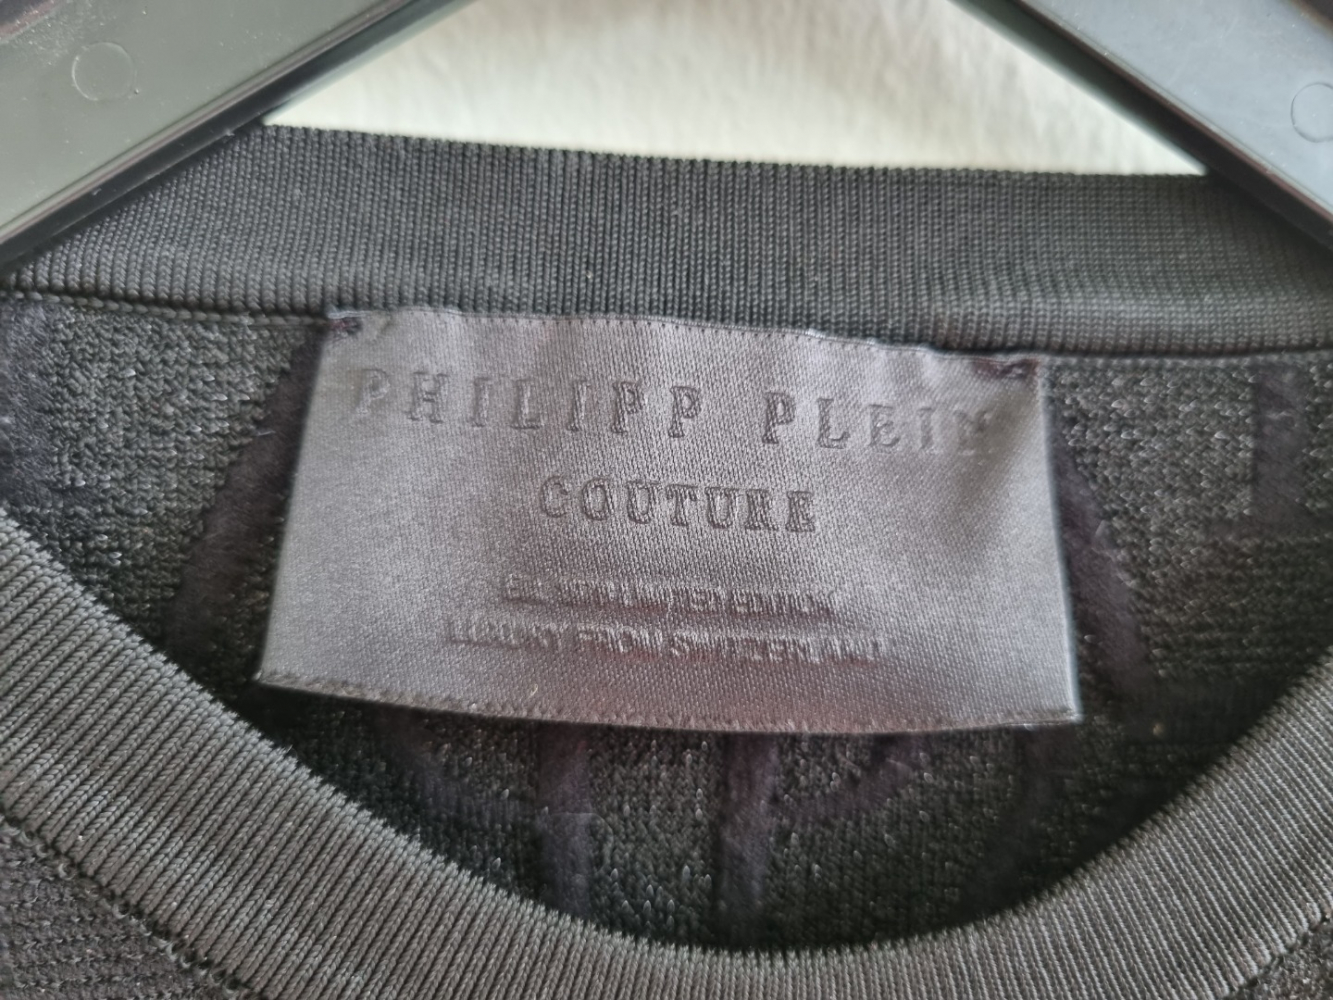 PHILIPP PLEIN
COUTURE
LIMITED EDITION
LUXURY FROM SWITZERLAND